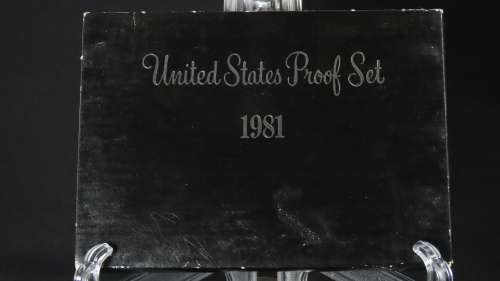 United States Proof Set
1981